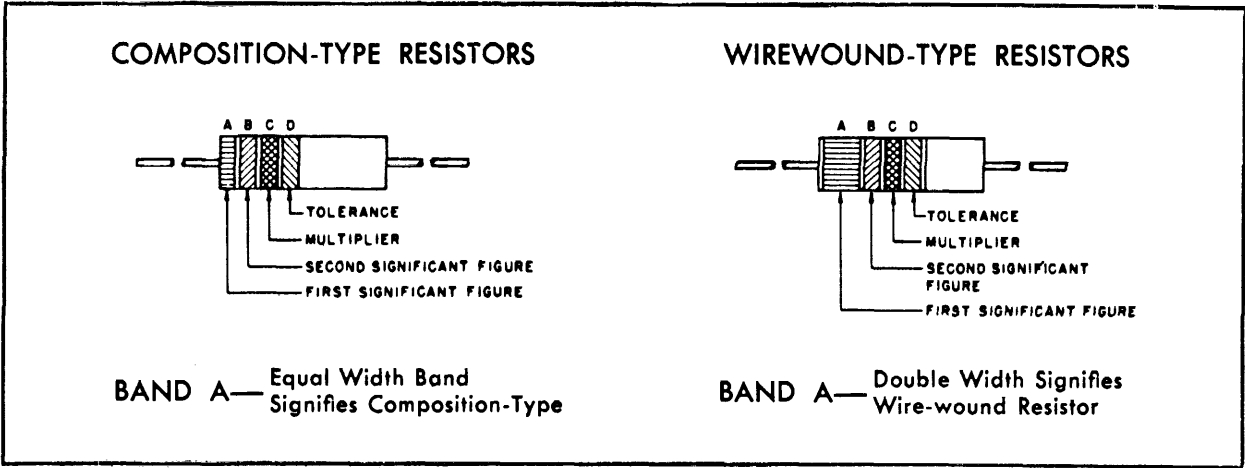 COMPOSITION-TYPE RESISTORS
A B C D
TOLERANCE
MULTIPLIER
SECOND SIGNIFICANT FIGURE
FIRST SIGNIFICANT FIGURE
BAND A— Equal Width Band
Signifies Composition-Type
WIREWOUND-TYPE RESISTORS
A B C D
TOLERANCE
MULTIPLIER
SECOND SIGNIFICANT
FIGURE
FIRST SIGNIFICANT FIGURE
BAND A— Double Width Signifies
Wire-wound Resistor